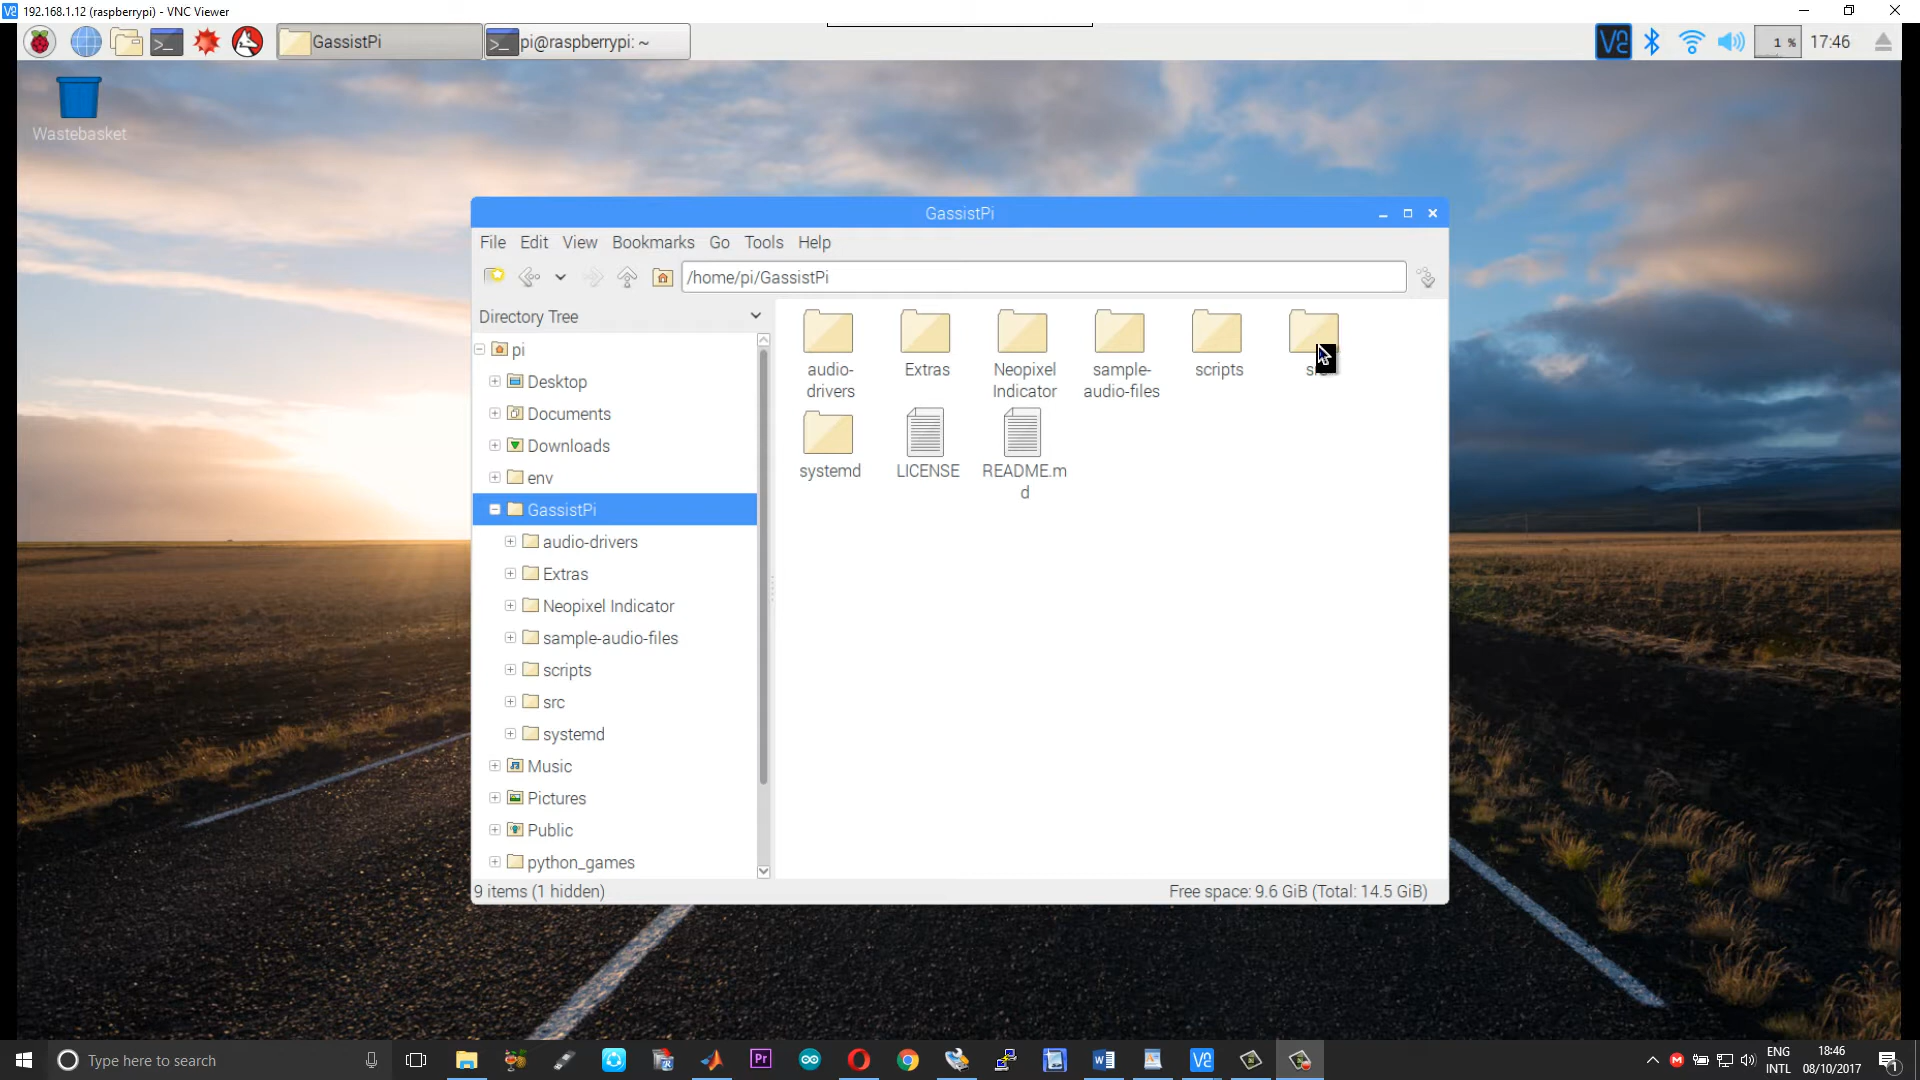 192.168.1.12 (raspberrypi) - VNC Viewer
GassistPi
pi@raspberrypi: ~
1 %
17:46
Wastebasket
GassistPi
File Edit View Bookmarks Go Tools Help
/home/pi/GassistPi
Directory Tree
pi
Desktop
Documents
Downloads
env
GassistPi
audio-drivers
Extras
Neopixel Indicator
sample-audio-files
scripts
src
systemd
Music
Pictures
Public
python_games
audio-
drivers
Extras
Neopixel
Indicator
sample-
audio-files
scripts
systemd
LICENSE
README.m
d
9 items (1 hidden)
Free space: 9.6 GiB (Total: 14.5 GiB)
Type here to search
Pr
ENG
INTL
18:46
08/10/2017
1